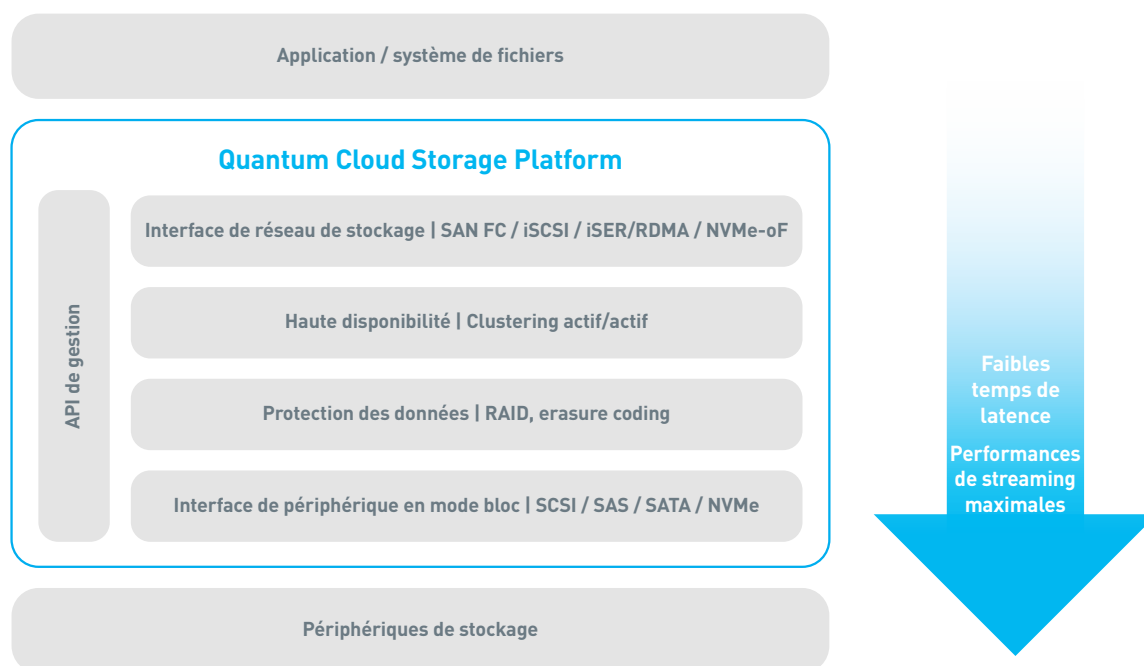 Application / système de fichiers
Quantum Cloud Storage Platform
API de gestion
Interface de réseau de stockage | SAN FC / iSCSI / iSER/RDMA / NVMe-oF
Haute disponibilité | Clustering actif/actif
Protection des données | RAID, erasure coding
Interface de périphérique en mode bloc | SCSI / SAS / SATA / NVMe
Périphériques de stockage
Faibles
temps de
latence
Performances
de streaming
maximales